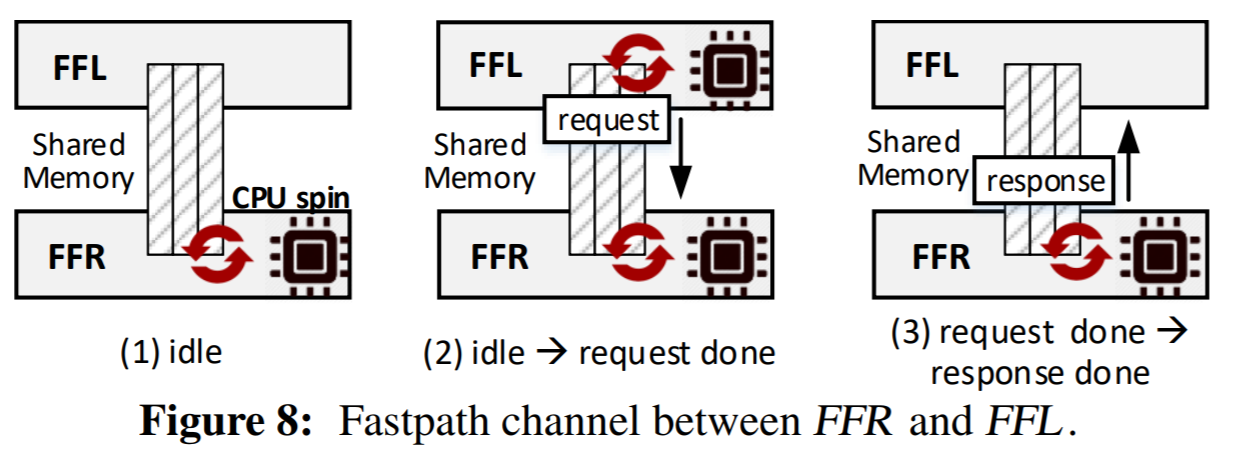 FFL
Shared
Memory
CPU spin
FFR
(1) idle
FFL
request
Shared
Memory
FFR
(2) idle → request done
FFL
Shared
Memory
response
FFR
(3) request done →
response done
Figure 8: Fastpath channel between FFR and FFL.